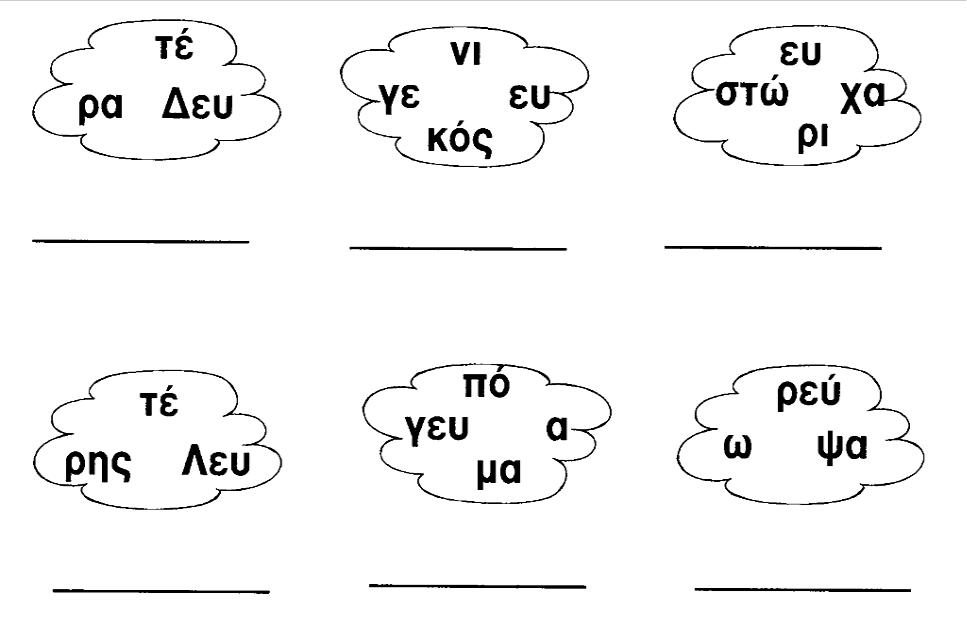 τέ
ρα Δευ
νι
γε ευ
κός
ευ
στώ χα
ρι
τέ
ρης Λευ
πό
γευ α
μα
ρεύ
ω ψα